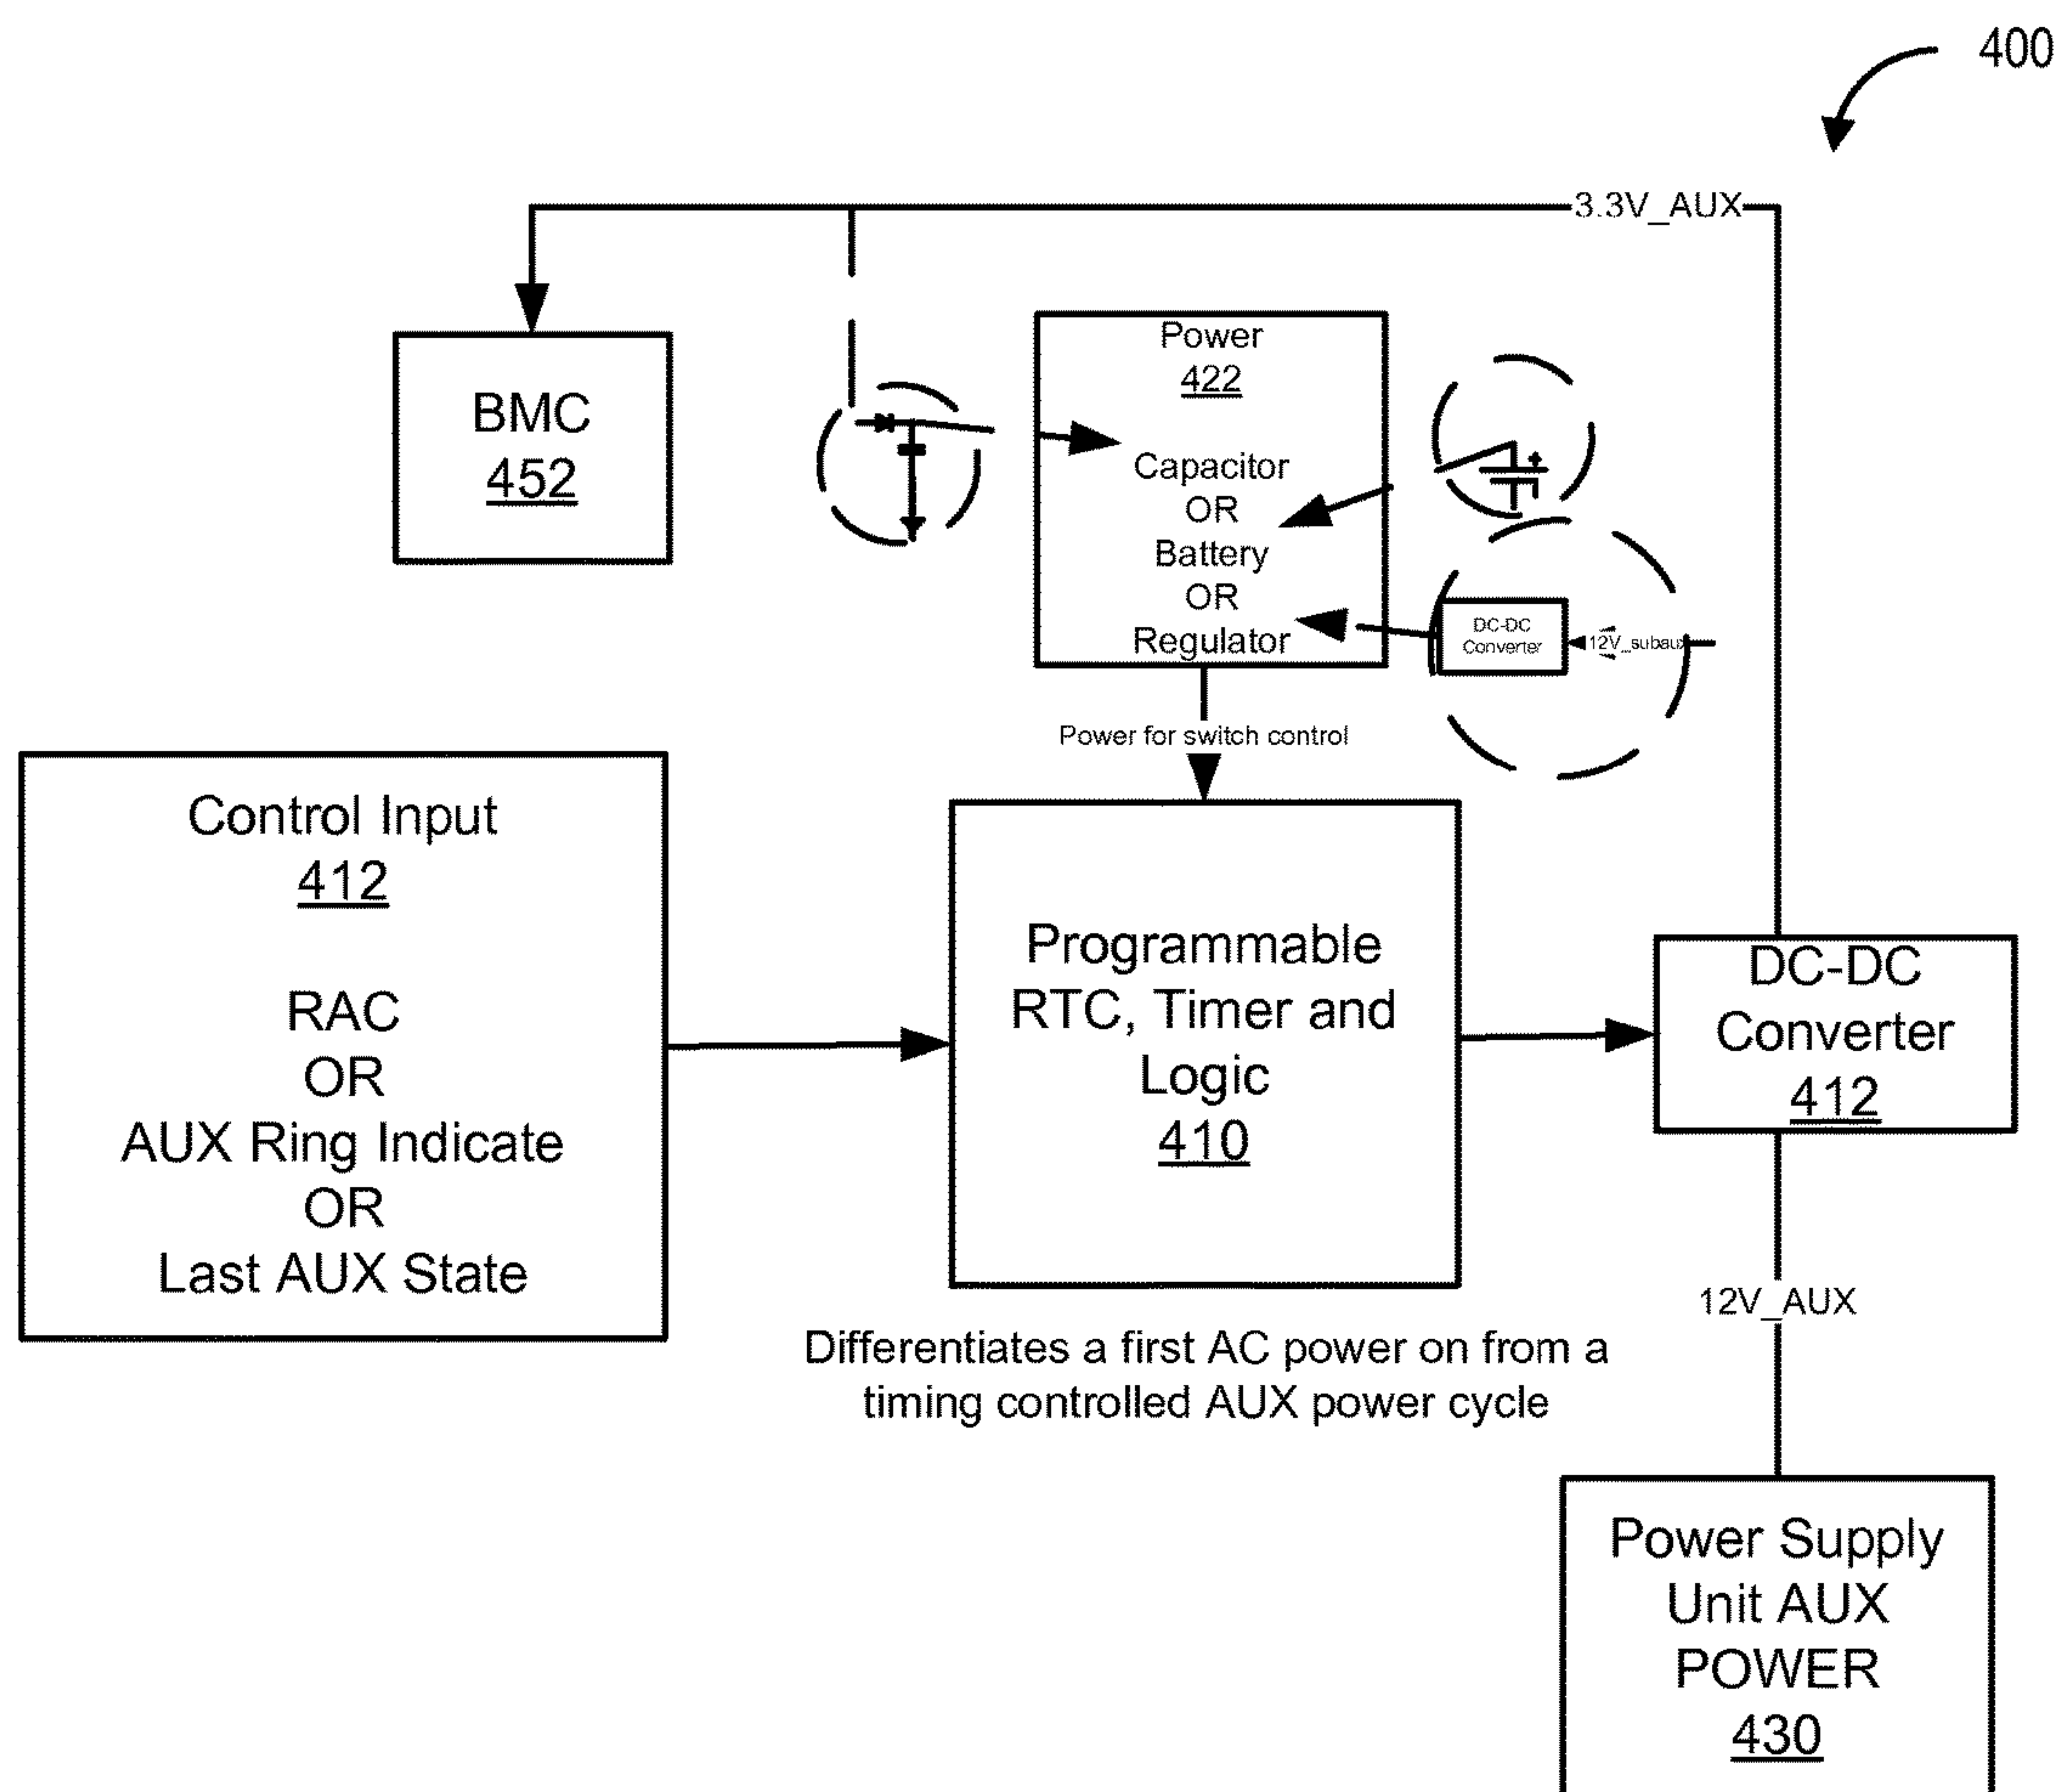 400
3.3V_AUX
BMC
452
Power
422
Capacitor
OR
Battery
OR
Regulator
+
DC-DC
Converter
12V_subaux
Power for switch control
Control Input
412
RAC
OR
AUX Ring Indicate
OR
Last AUX State
Programmable
RTC, Timer and
Logic
410
DC-DC
Converter
412
Differentiates a first AC power on from a
timing controlled AUX power cycle
12V_AUX
Power Supply
Unit AUX
POWER
430